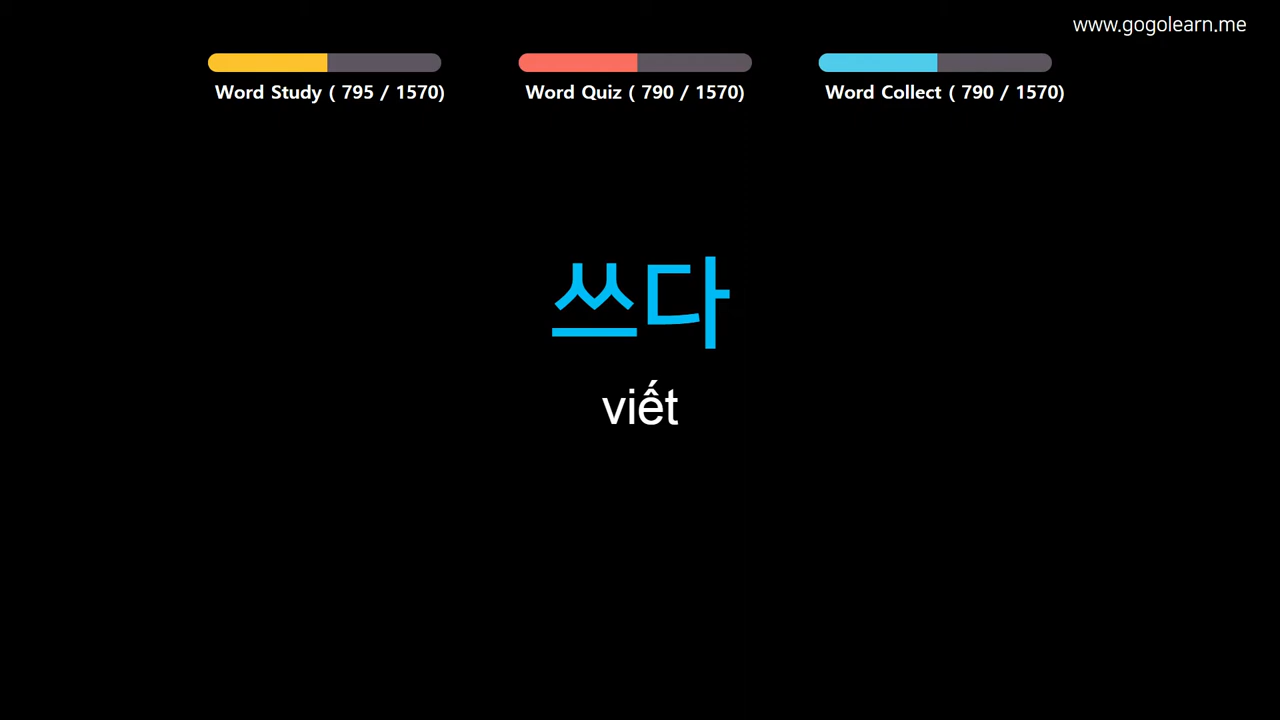 www.gogolearn.me
Word Study ( 795 / 1570)
Word Quiz ( 790 / 1570)
Word Collect ( 790 / 1570)
쓰다
viết